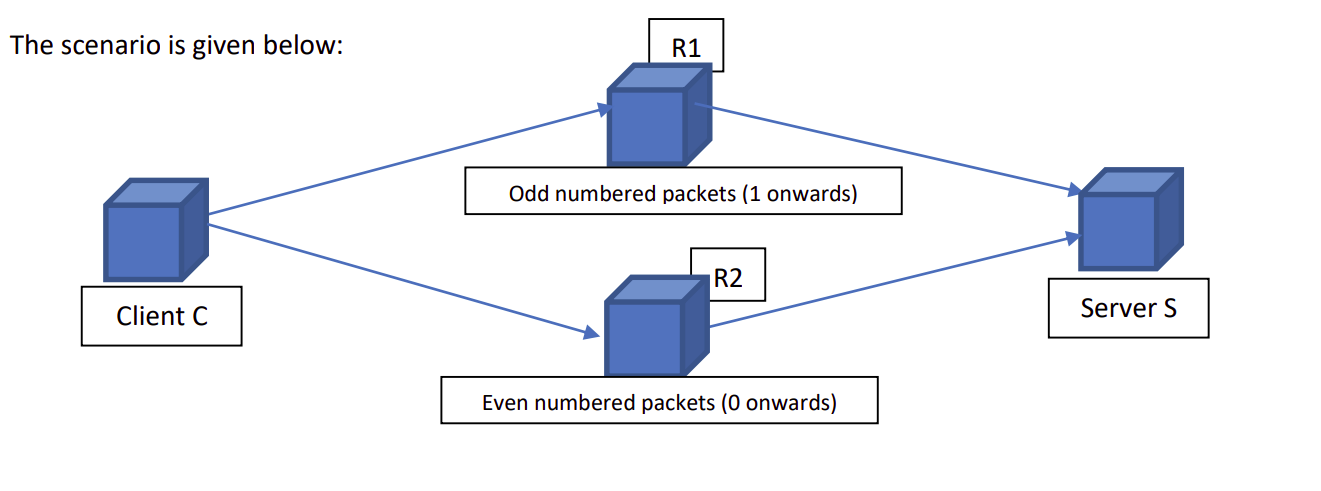 The scenario is given below:
R1
Odd numbered packets (1 onwards)
R2
Client C
Server S
Even numbered packets (0 onwards)